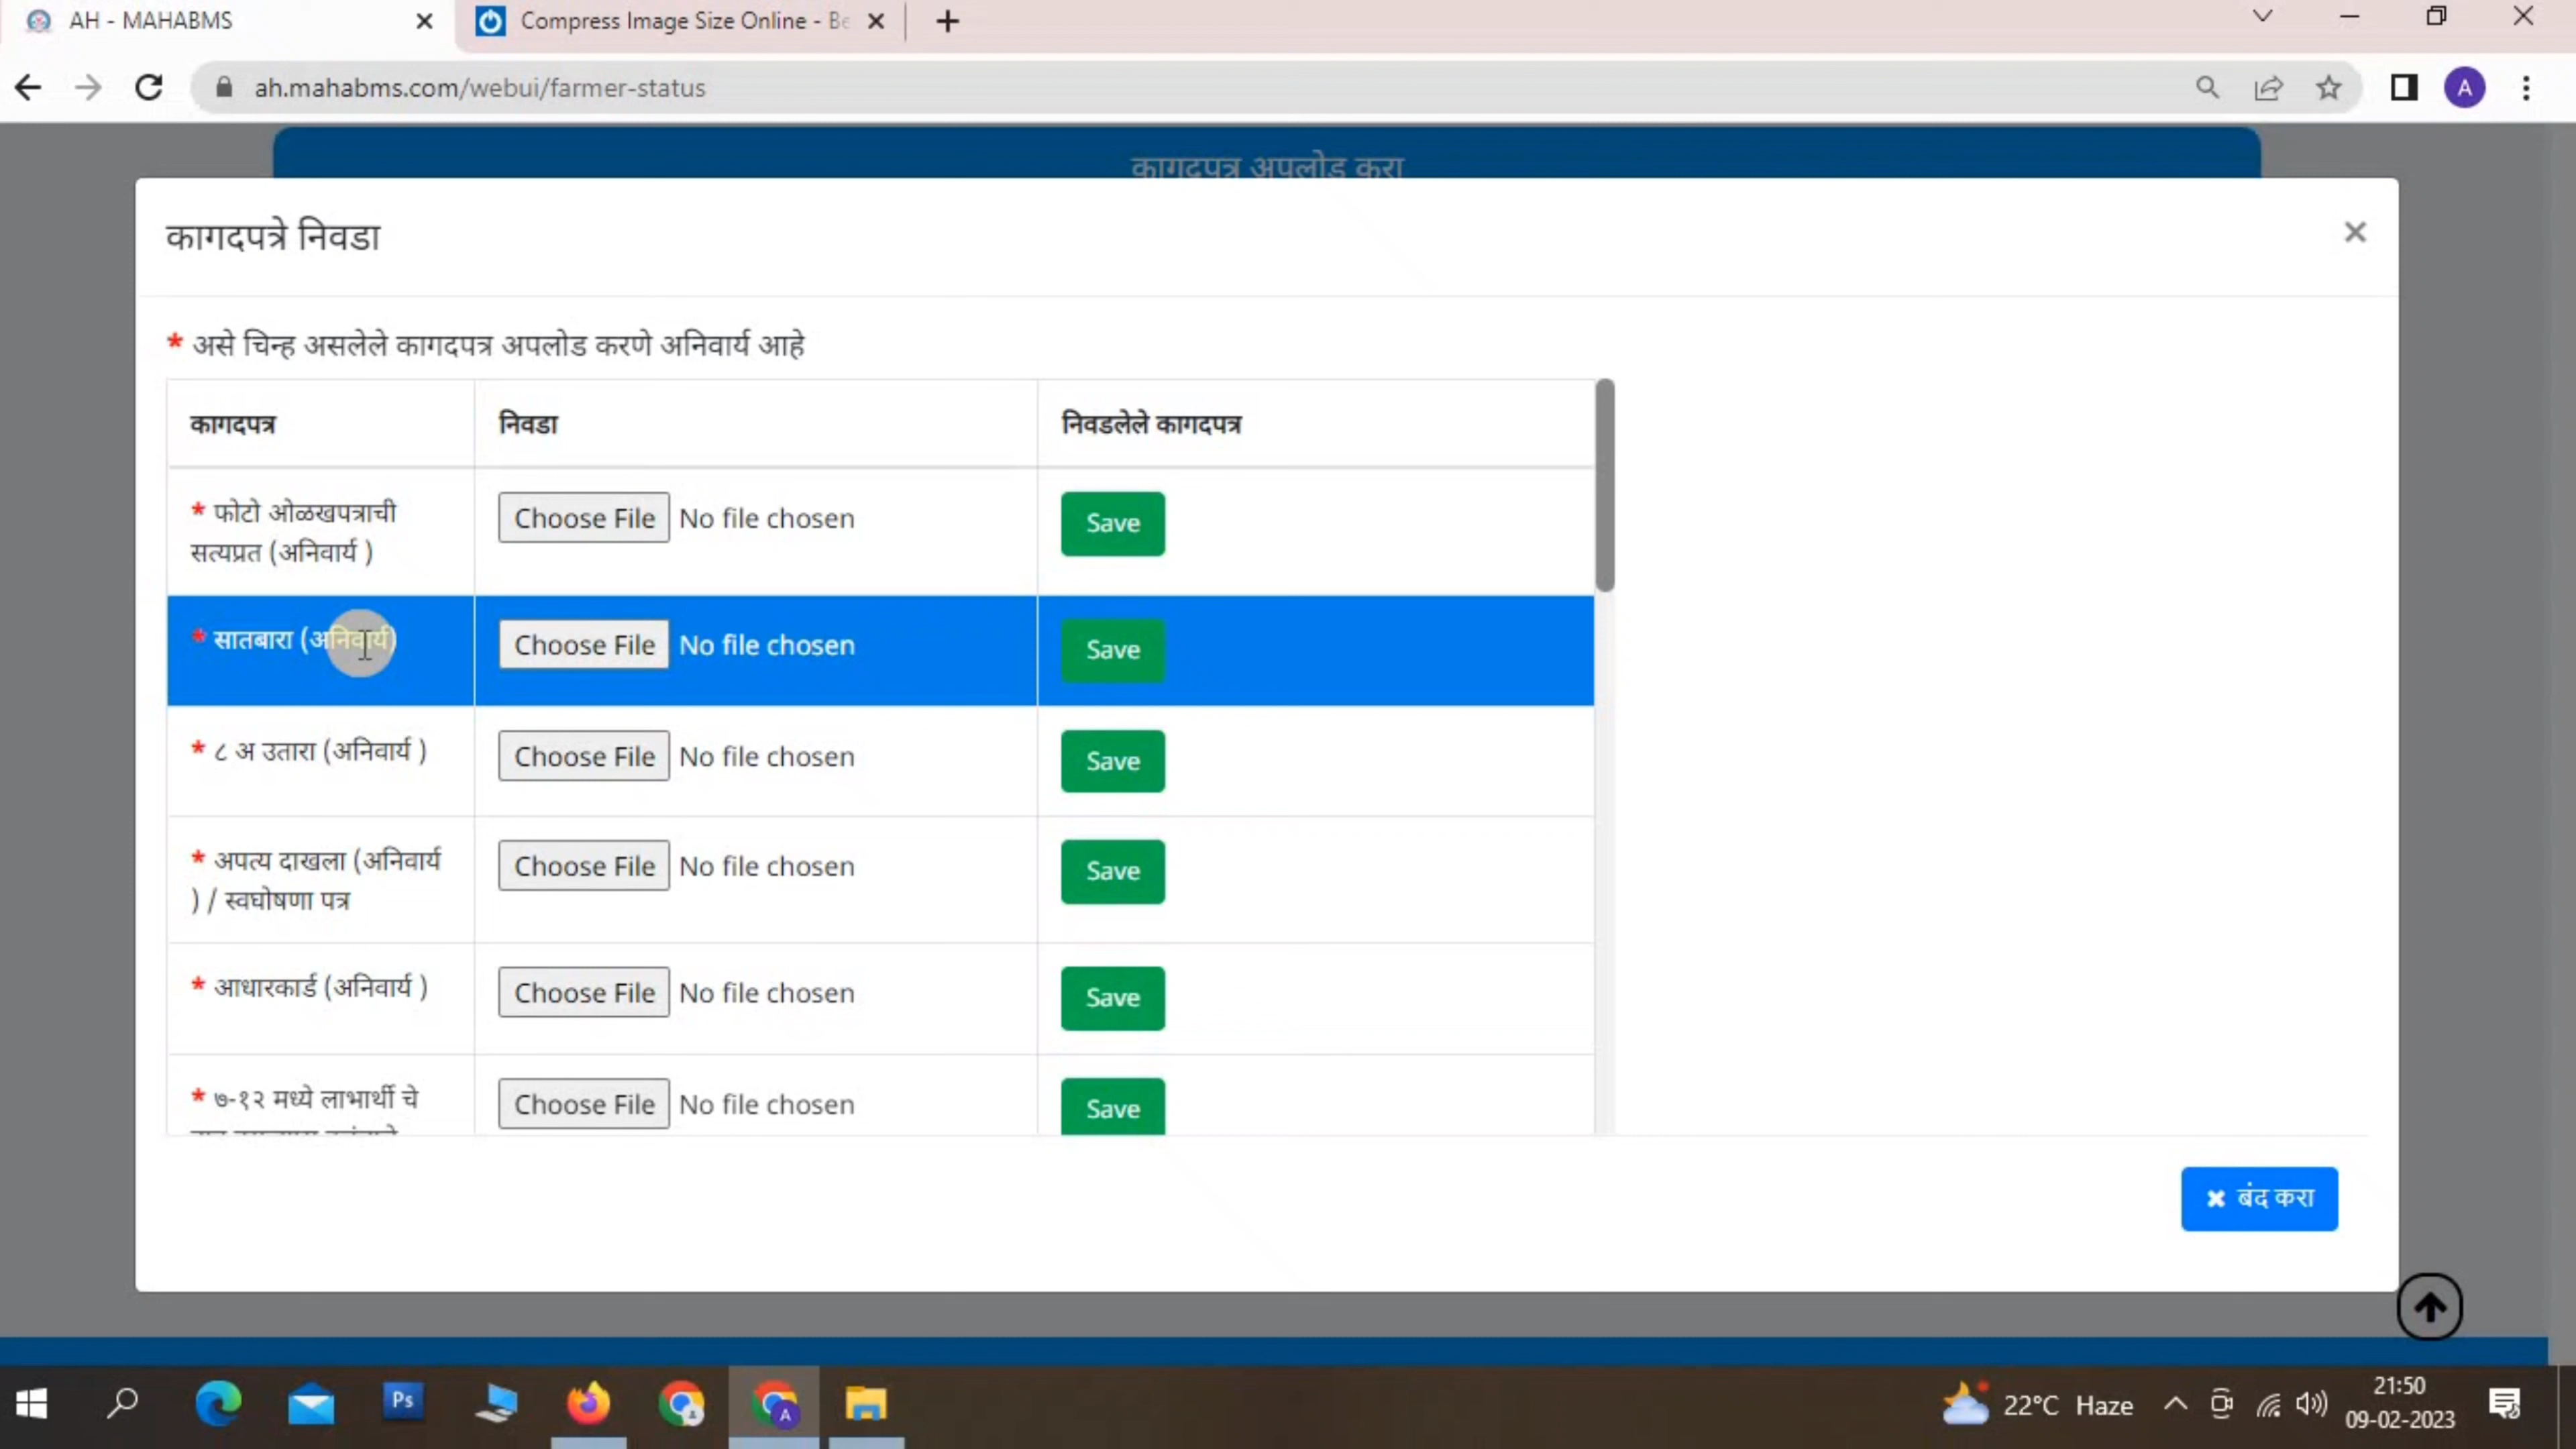 AH - MAHABMS
Compress Image Size Online - Be
ah.mahabms.com/webui/farmer-status
A
कागदपत्र अपलोड करा
कागदपत्रे निवडा
* असे चिन्ह असलेले कागदपत्र अपलोड करणे अनिवार्य आहे
कागदपत्र निवडा निवडलेले कागदपत्र
* फोटो ओळखपत्राची Choose File No file chosen Save
सत्यप्रत (अनिवार्य )
* सातबारा (अनिवार्य) Choose File No file chosen Save
* ८ अ उतारा (अनिवार्य ) Choose File No file chosen Save
* अपत्य दाखला (अनिवार्य Choose File No file chosen Save
) / स्वघोषणा पत्र
* आधारकार्ड (अनिवार्य ) Choose File No file chosen Save
* ७-१२ मध्ये लाभार्थी चे Choose File No file chosen Save
बंद करा
Ps
A
22°C Haze
21:50
09-02-2023